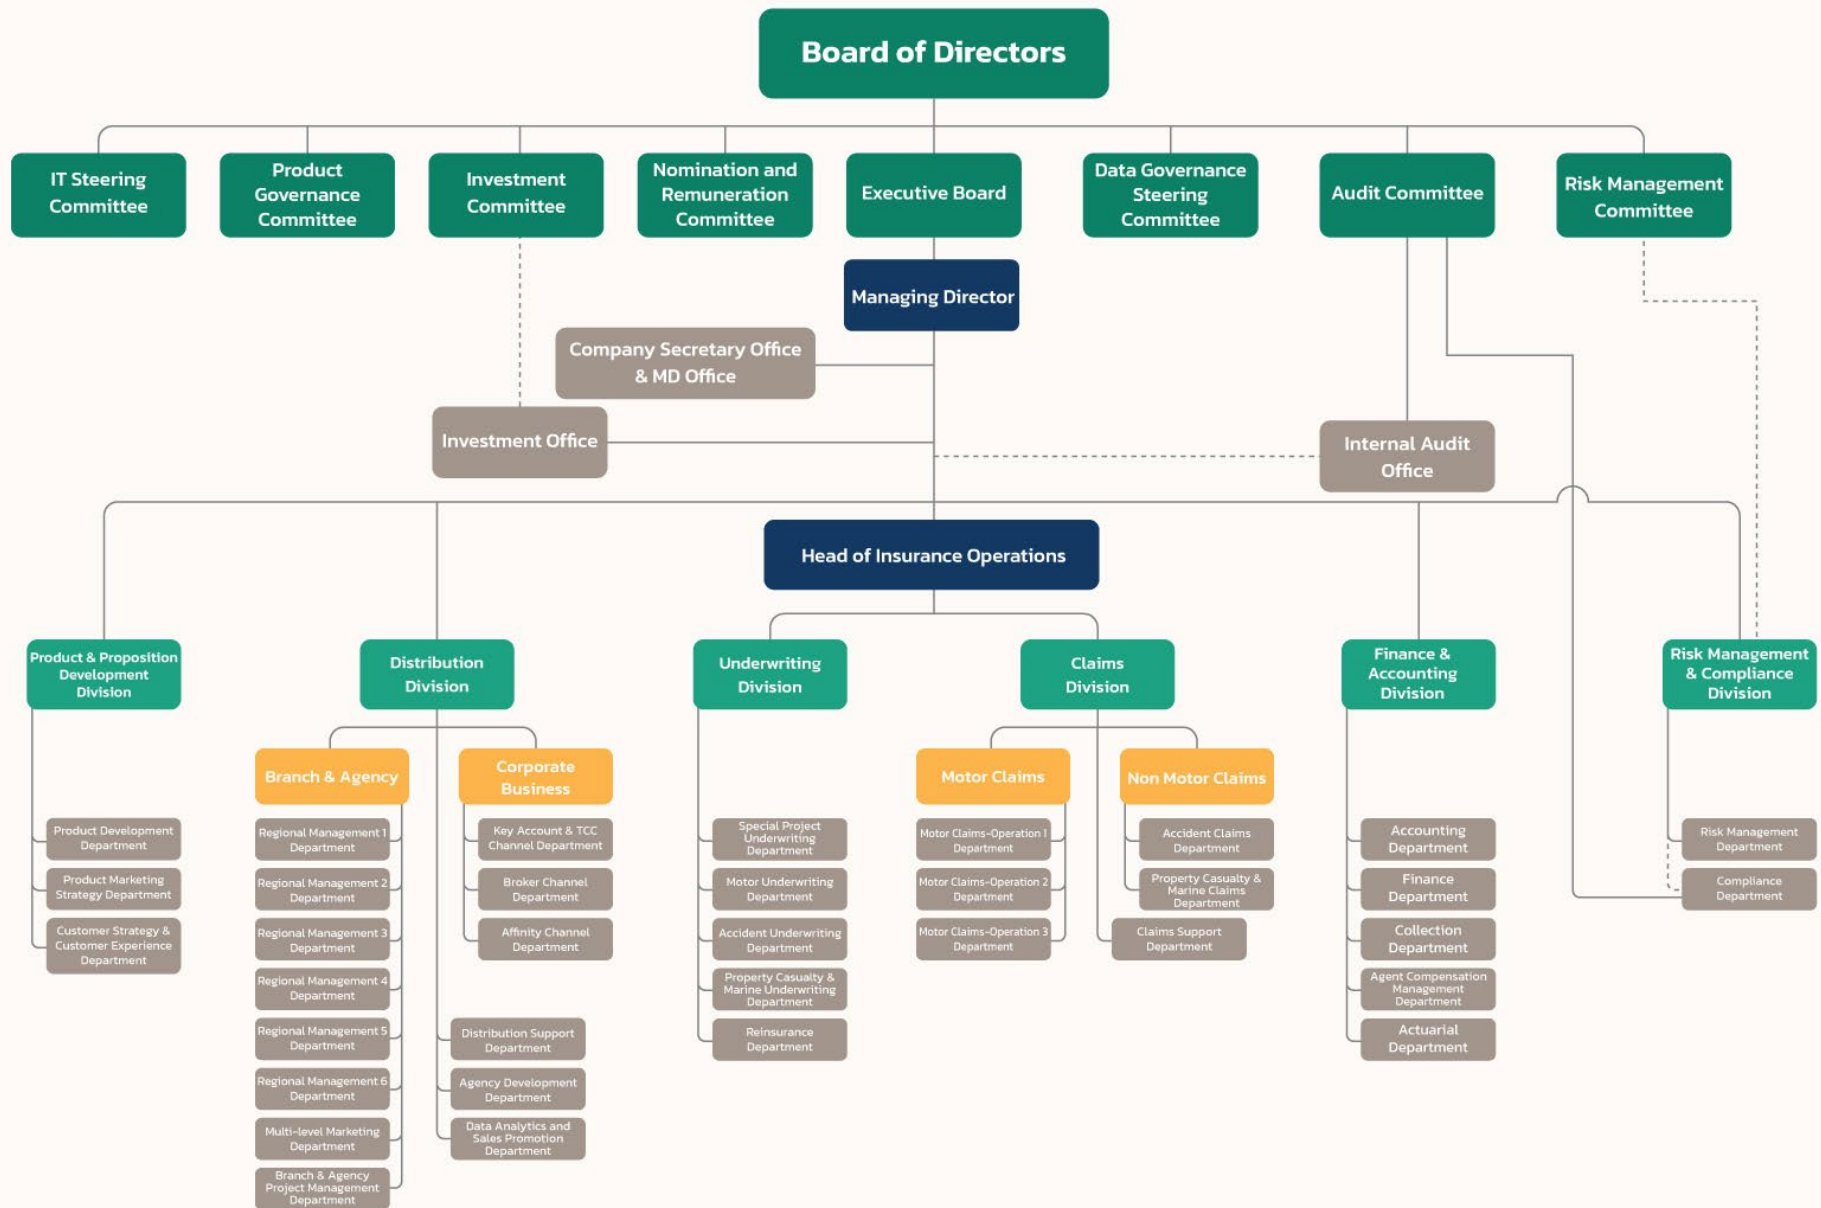 Board of Directors
IT Steering
Committee
Product
Governance
Committee
Investment
Committee
Nomination and
Remuneration
Committee
Executive Board
Data Governance
Steering
Committee
Audit Committee
Risk Management
Committee
Managing Director
Company Secretary Office
& MD Office
Investment Office
Internal Audit
Office
Head of Insurance Operations
Product & Proposition
Development
Division
Distribution
Division
Underwriting
Division
Claims
Division
Finance &
Accounting
Division
Risk Management
& Compliance
Division
Product Development
Department
Product Marketing
Strategy Department
Customer Strategy &
Customer Experience
Department
Branch & Agency
Regional Management 1
Department
Regional Management 2
Department
Regional Management 3
Department
Regional Management 4
Department
Regional Management 5
Department
Regional Management 6
Department
Multi-level Marketing
Department
Branch & Agency
Project Management
Department
Corporate
Business
Key Account & TCC
Channel Department
Broker Channel
Department
Affinity Channel
Department
Distribution Support
Department
Agency Development
Department
Data Analytics and
Sales Promotion
Department
Special Project
Underwriting
Department
Motor Underwriting
Department
Accident Underwriting
Department
Property Casualty &
Marine Underwriting
Department
Reinsurance
Department
Motor Claims
Motor Claims-Operation 1
Department
Motor Claims-Operation 2
Department
Motor Claims-Operation 3
Department
Non Motor Claims
Accident Claims
Department
Property Casualty &
Marine Claims
Department
Claims Support
Department
Accounting
Department
Finance
Department
Collection
Department
Agent Compensation
Management
Department
Actuarial
Department
Risk Management
Department
Compliance
Department